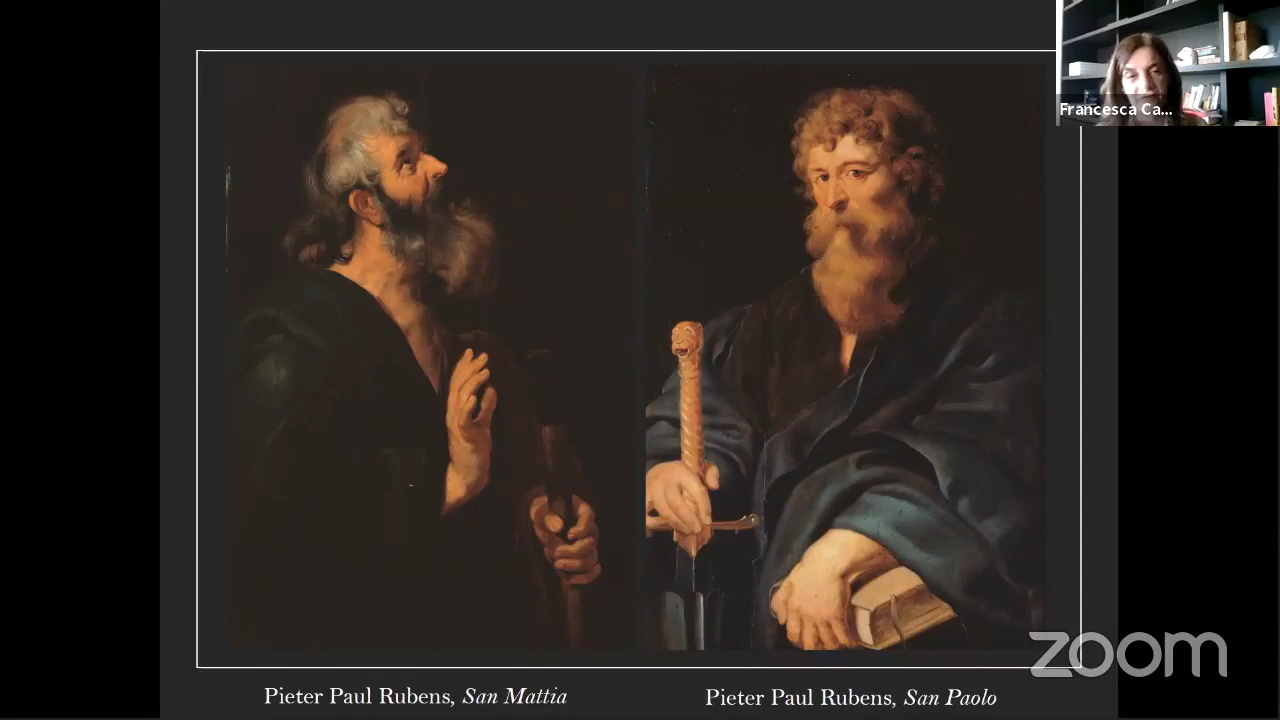 Francesca Ca...
zoom
Pieter Paul Rubens, San Mattia
Pieter Paul Rubens, San Paolo